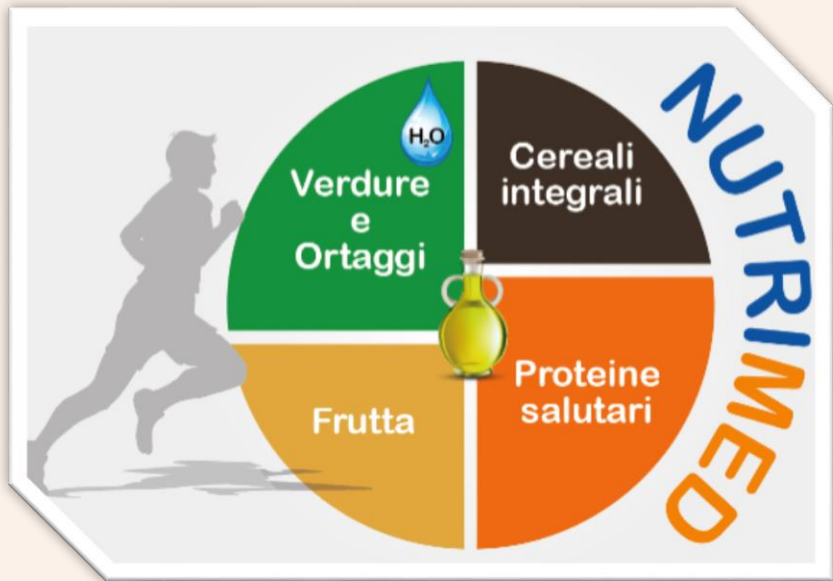 H₂O
Verdure
e
Ortaggi
Cereali
integrali
Frutta
Proteine
salutari
NUTRIMED